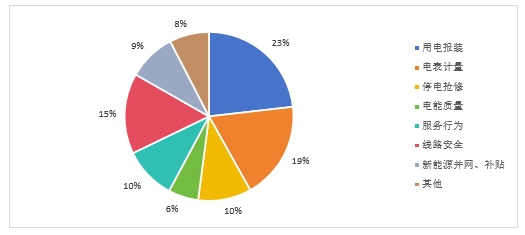 8%
9%
23%
15%
19%
10%
6%
10%
用电报装
电表计量
停电抢修
电能质量
服务行为
线路安全
新能源并网、补贴
其他